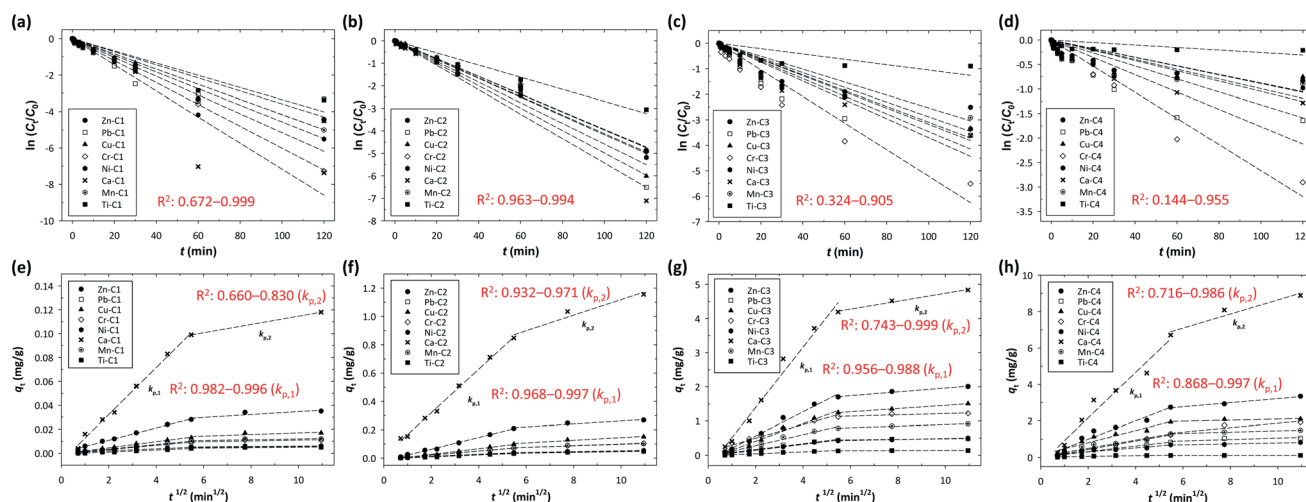 (a)
ln (Ct/C0)
0
-2
-4
-6
-8
-10
Zn-C1
Pb-C1
Cu-C1
Cr-C1
Ni-C1
Ca-C1
Mn-C1
Ti-C1
R²: 0.672–0.999
0 20 40 60 80 100 120
t (min)
(b)
ln (Ct/C0)
0
-1
-2
-3
-4
-5
-6
-7
Zn-C2
Pb-C2
Cu-C2
Cr-C2
Ni-C2
Ca-C2
Mn-C2
Ti-C2
R²: 0.963–0.994
0 20 40 60 80 100 120
t (min)
(c)
ln (Ct/C0)
0
-1
-2
-3
-4
-5
-6
-7
Zn-C3
Pb-C3
Cu-C3
Cr-C3
Ni-C3
Ca-C3
Mn-C3
Ti-C3
R²: 0.324–0.905
0 20 40 60 80 100 120
t (min)
(d)
ln (Ct/C0)
0.0
-0.5
-1.0
-1.5
-2.0
-2.5
-3.0
-3.5
Zn-C4
Pb-C4
Cu-C4
Cr-C4
Ni-C4
Ca-C4
Mn-C4
Ti-C4
R²: 0.144–0.955
0 20 40 60 80 100 120
t (min)
(e)
qt (mg/g)
0.14
0.12
0.10
0.08
0.06
0.04
0.02
0.00
Zn-C1
Pb-C1
Cu-C1
Cr-C1
Ni-C1
Ca-C1
Mn-C1
Ti-C1
R²: 0.660–0.830 (kp,2)
kp,2
kp,1
R²: 0.982–0.996 (kp,1)
0 2 4 6 8 10
t 1/2 (min1/2)
(f)
qt (mg/g)
1.2
1.0
0.8
0.6
0.4
0.2
0.0
Zn-C2
Pb-C2
Cu-C2
Cr-C2
Ni-C2
Ca-C2
Mn-C2
Ti-C2
R²: 0.932–0.971 (kp,2)
kp,2
kp,1
R²: 0.968–0.997 (kp,1)
0 2 4 6 8 10
t 1/2 (min1/2)
(g)
qt (mg/g)
5
4
3
2
1
0
Zn-C3
Pb-C3
Cu-C3
Cr-C3
Ni-C3
Ca-C3
Mn-C3
Ti-C3
kp,2
R²: 0.743–0.999 (kp,2)
kp,1
R²: 0.956–0.988 (kp,1)
0 2 4 6 8 10
t 1/2 (min1/2)
(h)
qt (mg/g)
10
8
6
4
2
0
Zn-C4
Pb-C4
Cu-C4
Cr-C4
Ni-C4
Ca-C4
Mn-C4
Ti-C4
R²: 0.716–0.986 (kp,2)
kp,2
kp,1
R²: 0.868–0.997 (kp,1)
0 2 4 6 8 10
t 1/2 (min1/2)